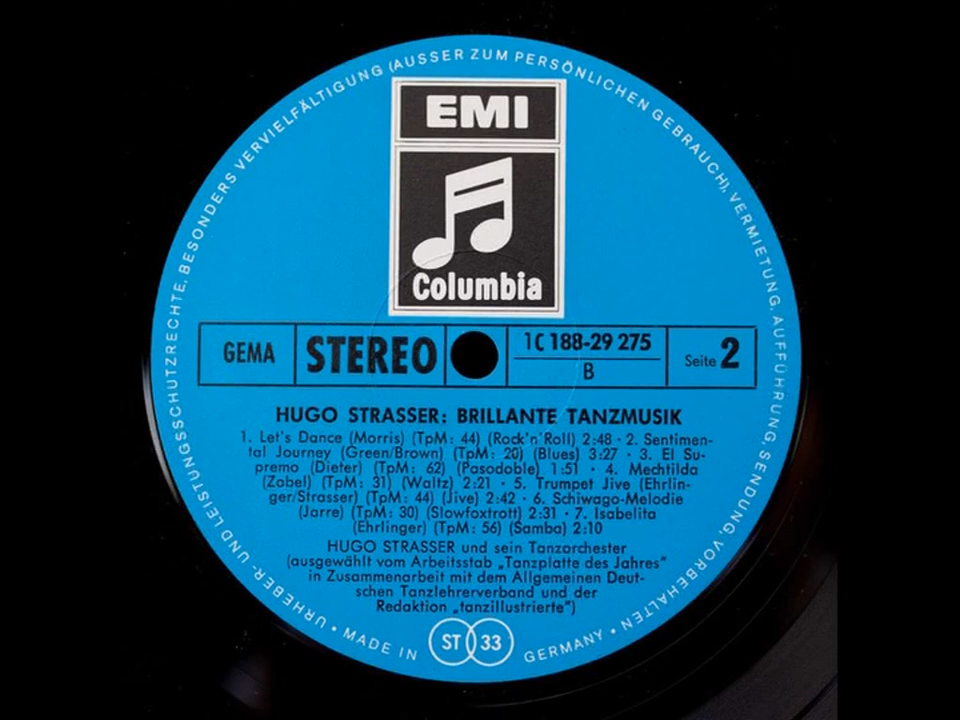 URHEBER- UND LEISTUNGSSCHUTZRECHTE, BESONDERS VERVIELFÄLTIGUNG (AUSSER ZUM PERSÖNLICHEN GEBRAUCH), VERMIETUNG, AUFFÜHRUNG, SENDUNG, VORBEHALTEN •
EMI
Columbia
GEMA
STEREO
1C 188-29 275
B
Seite 2
HUGO STRASSER: BRILLANTE TANZMUSIK
1. Let's Dance (Morris) (TpM: 44) (Rock'n'Roll) 2:48 · 2. Sentimen-
tal Journey (Green/Brown) (TpM: 20) (Blues) 3:27 · 3. El Su-
premo (Dieter) (TpM: 62) (Pasodoble) 1:51 · 4. Mechtilda
(Zabel) (TpM: 31) (Waltz) 2:21 · 5. Trumpet Jive (Ehrlin-
ger/Strasser) (TpM: 44) (Jive) 2:42 · 6. Schiwago-Melodie
(Jarre) (TpM: 30) (Slowfoxtrott) 2:31 · 7. Isabelita
(Ehrlinger) (TpM: 56) (Samba) 2:10
HUGO STRASSER und sein Tanzorchester
(ausgewählt vom Arbeitsstab „Tanzplatte des Jahres"
in Zusammenarbeit mit dem Allgemeinen Deut-
schen Tanzlehrerverband und der
Redaktion „tanzillustrierte")
• MADE IN GERMANY •
ST 33